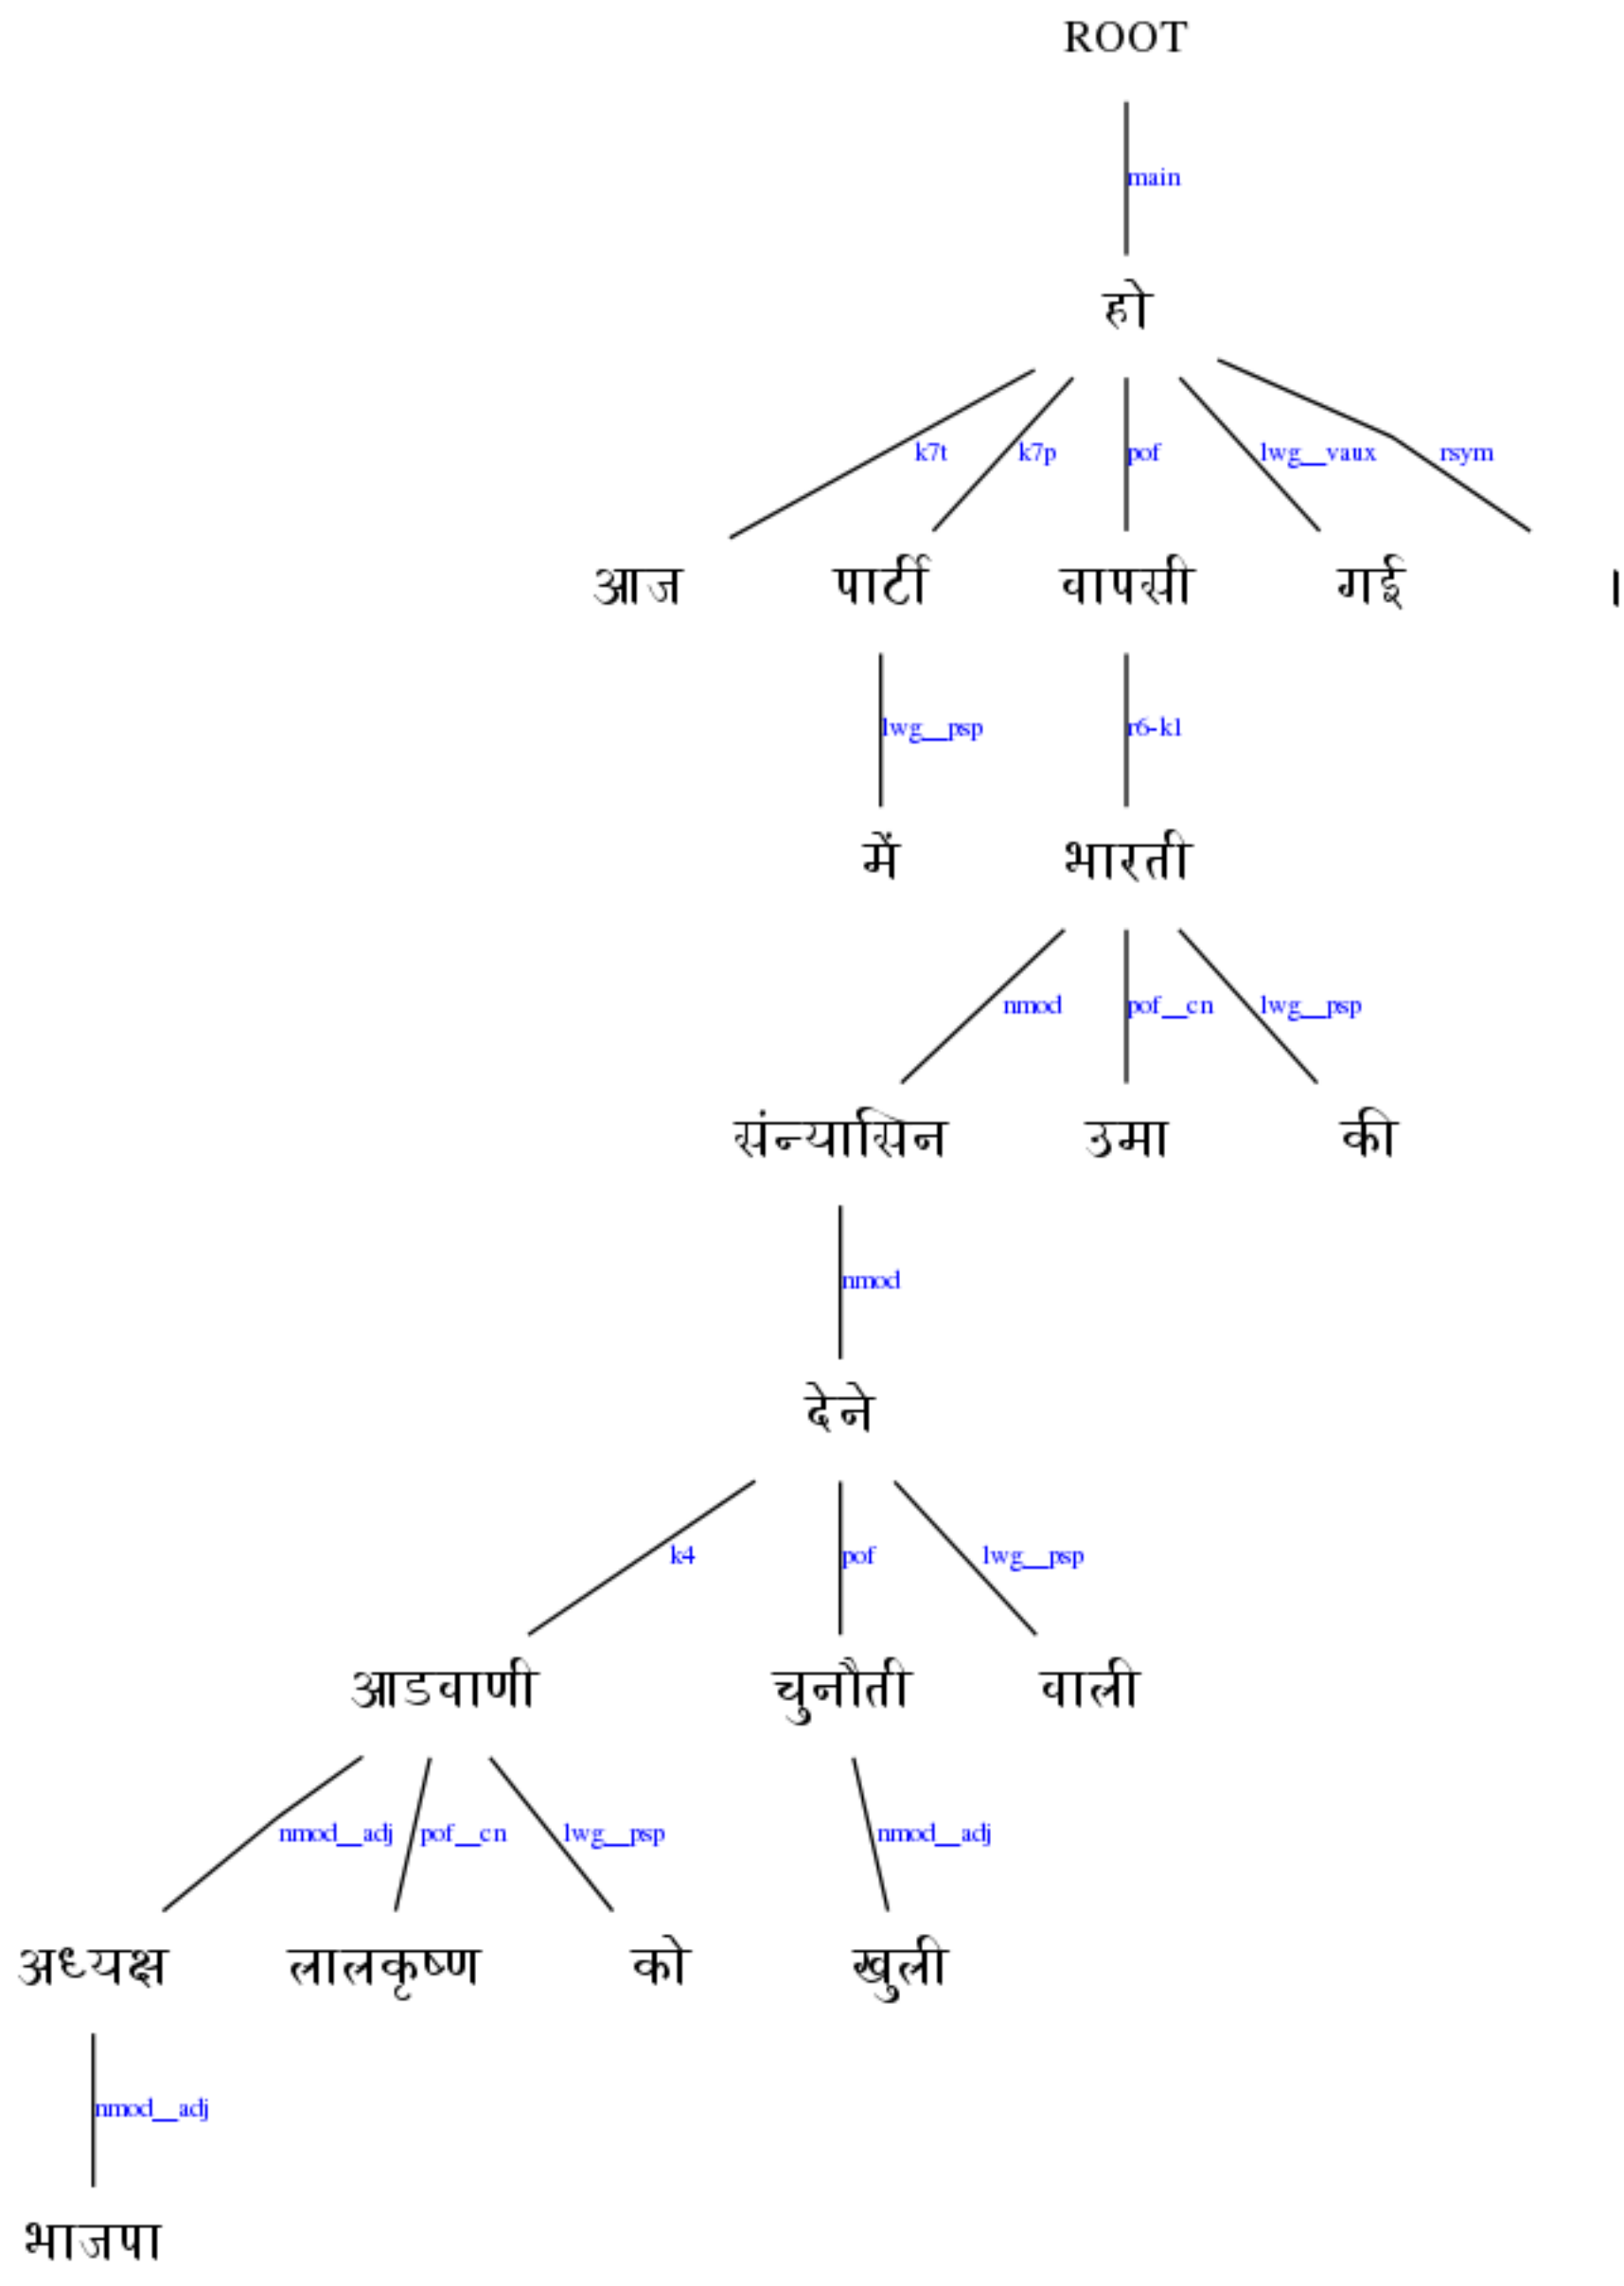 ROOT
main
हो
k7t k7p pof lwg__vaux rsym
आज पार्टी वापसी गई ।
lwg__psp r6-k1
में भारती
nmod pof__cn lwg__psp
संन्यासिन उमा की
nmod
देने
k4 pof lwg__psp
आडवाणी चुनौती वाली
nmod__adj pof__cn lwg__psp nmod__adj
अध्यक्ष लालकृष्ण को खुली
nmod__adj
भाजपा